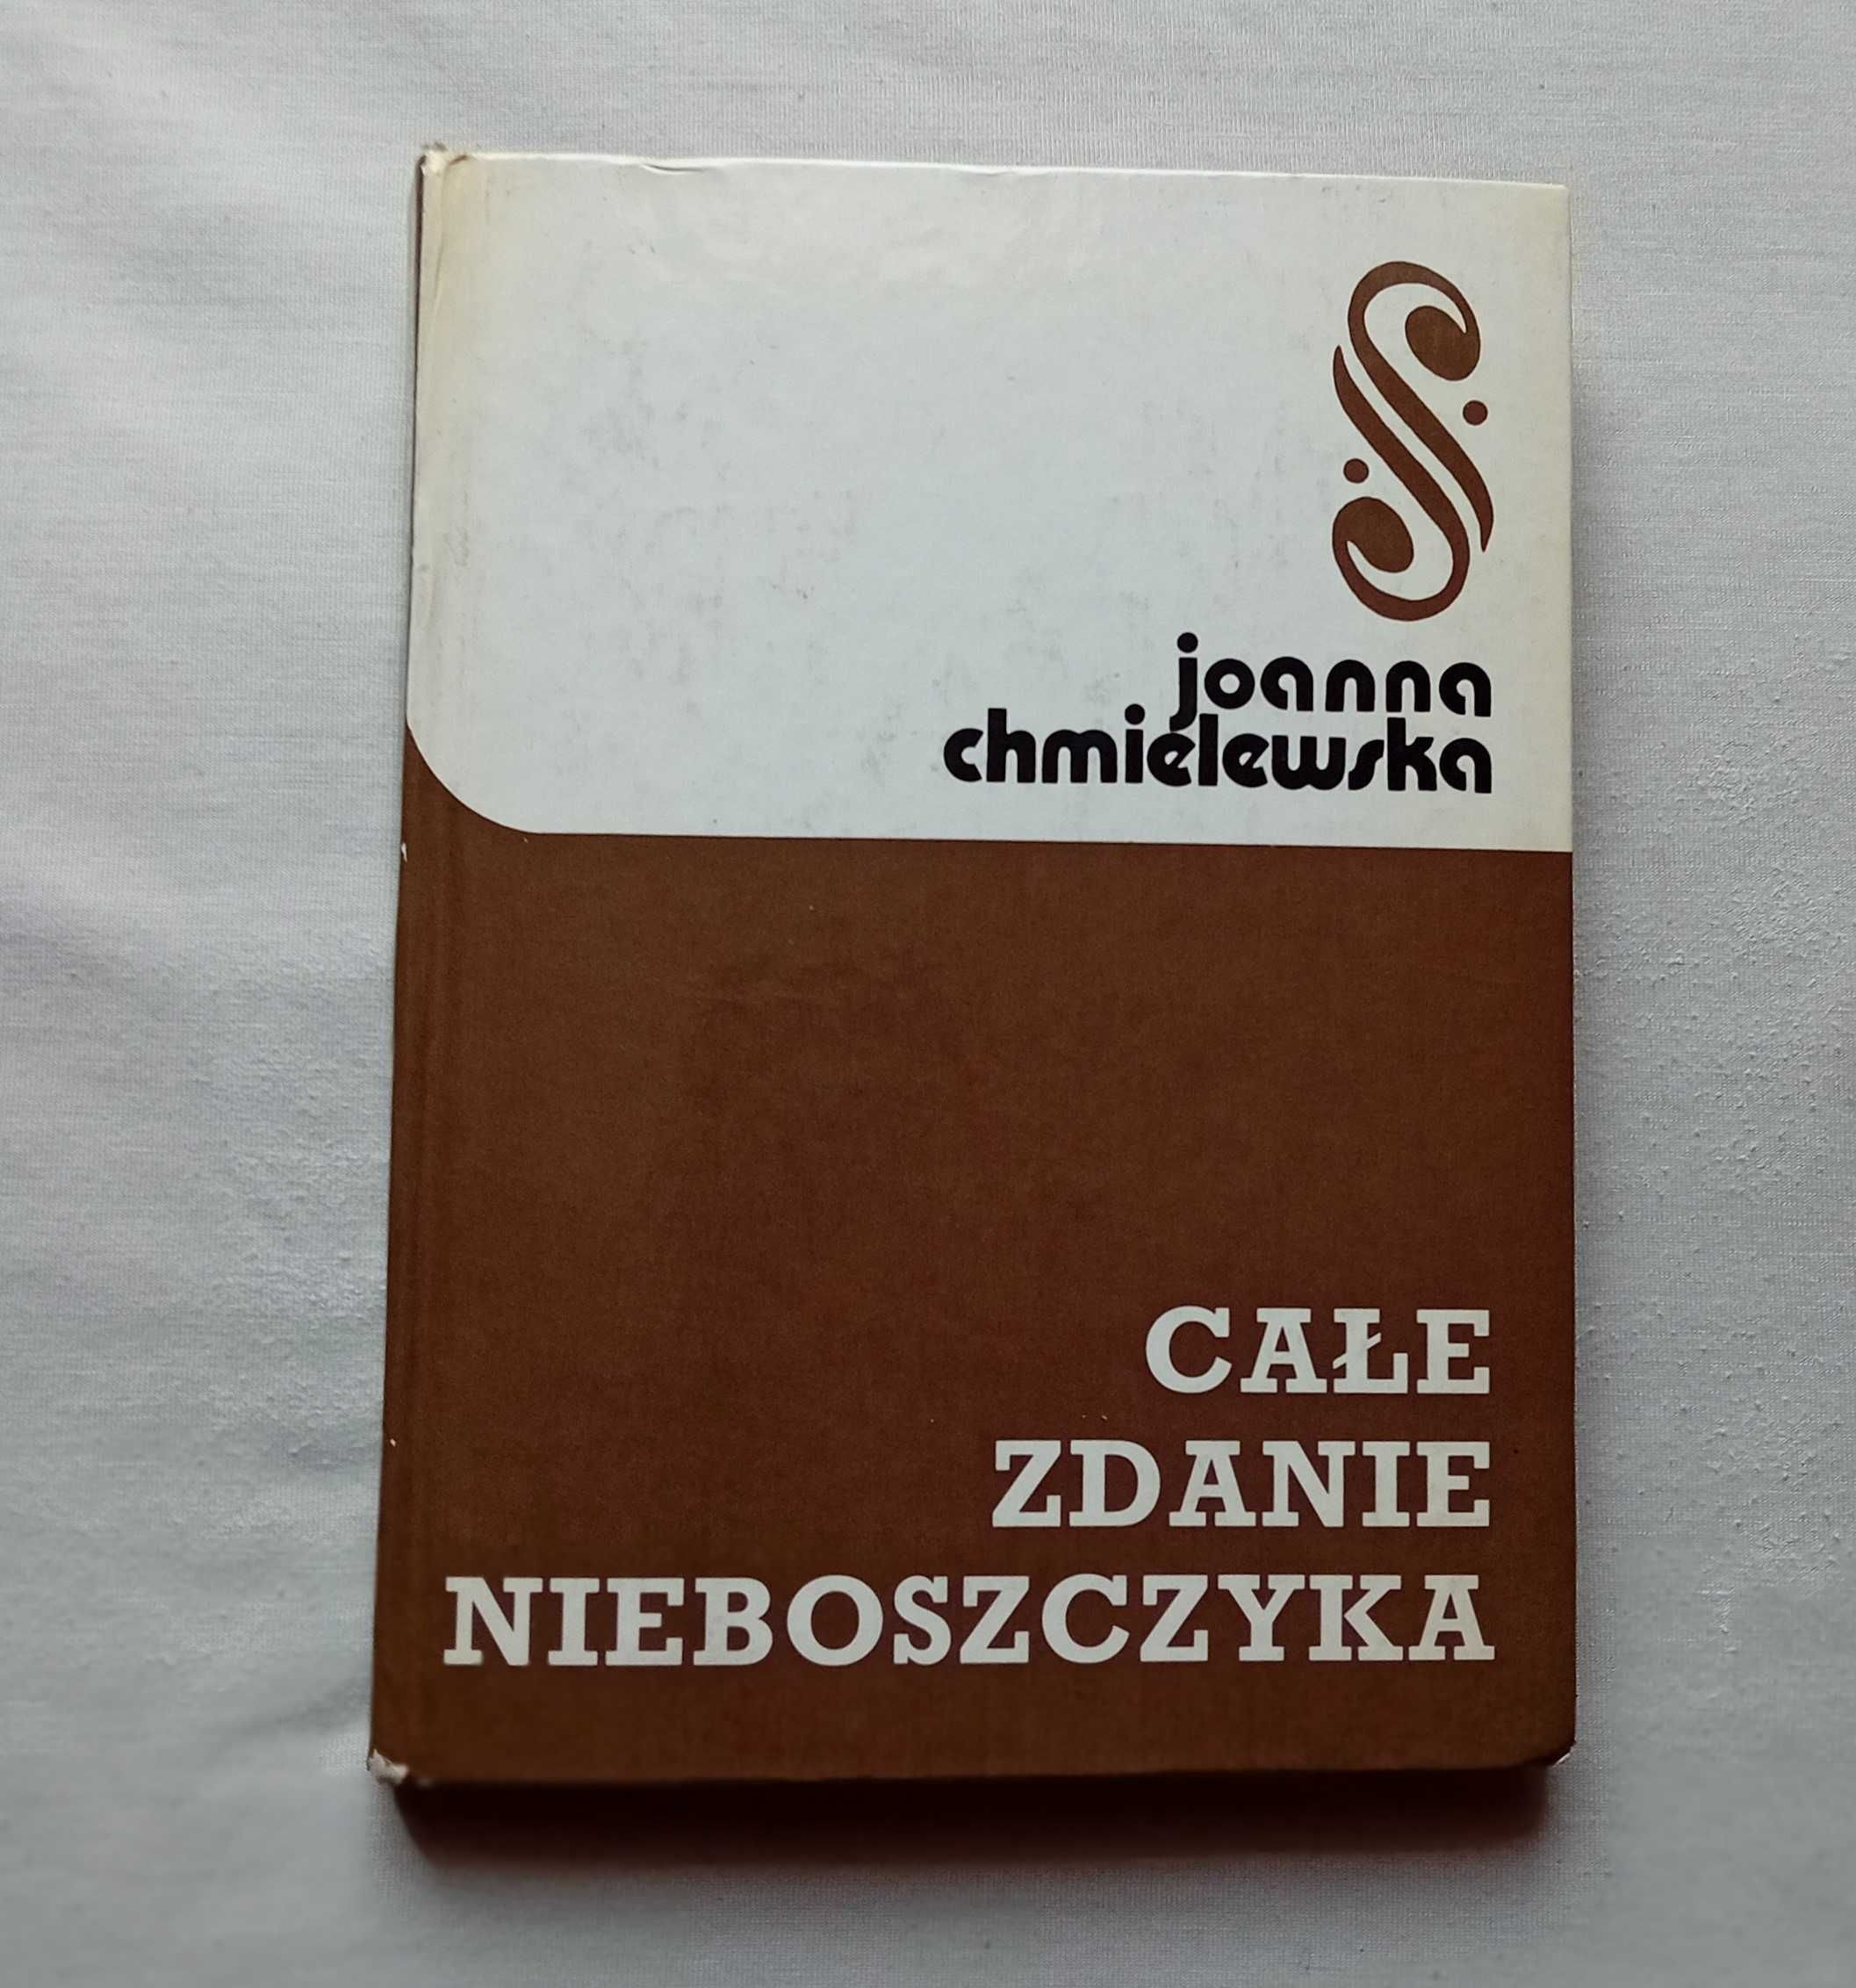 joanna
chmielewska
CAŁE
ZDANIE
NIEBOSZCZYKA